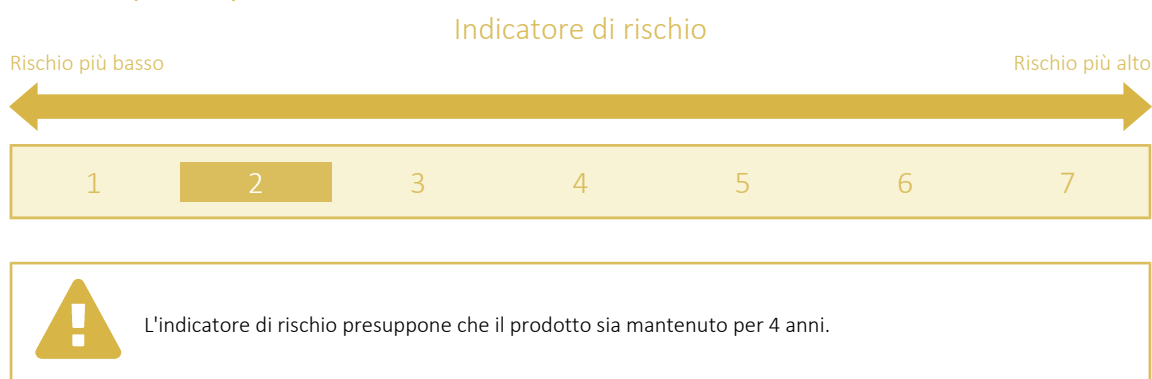 Indicatore di rischio
Rischio più basso Rischio più alto
1 2 3 4 5 6 7
L'indicatore di rischio presuppone che il prodotto sia mantenuto per 4 anni.